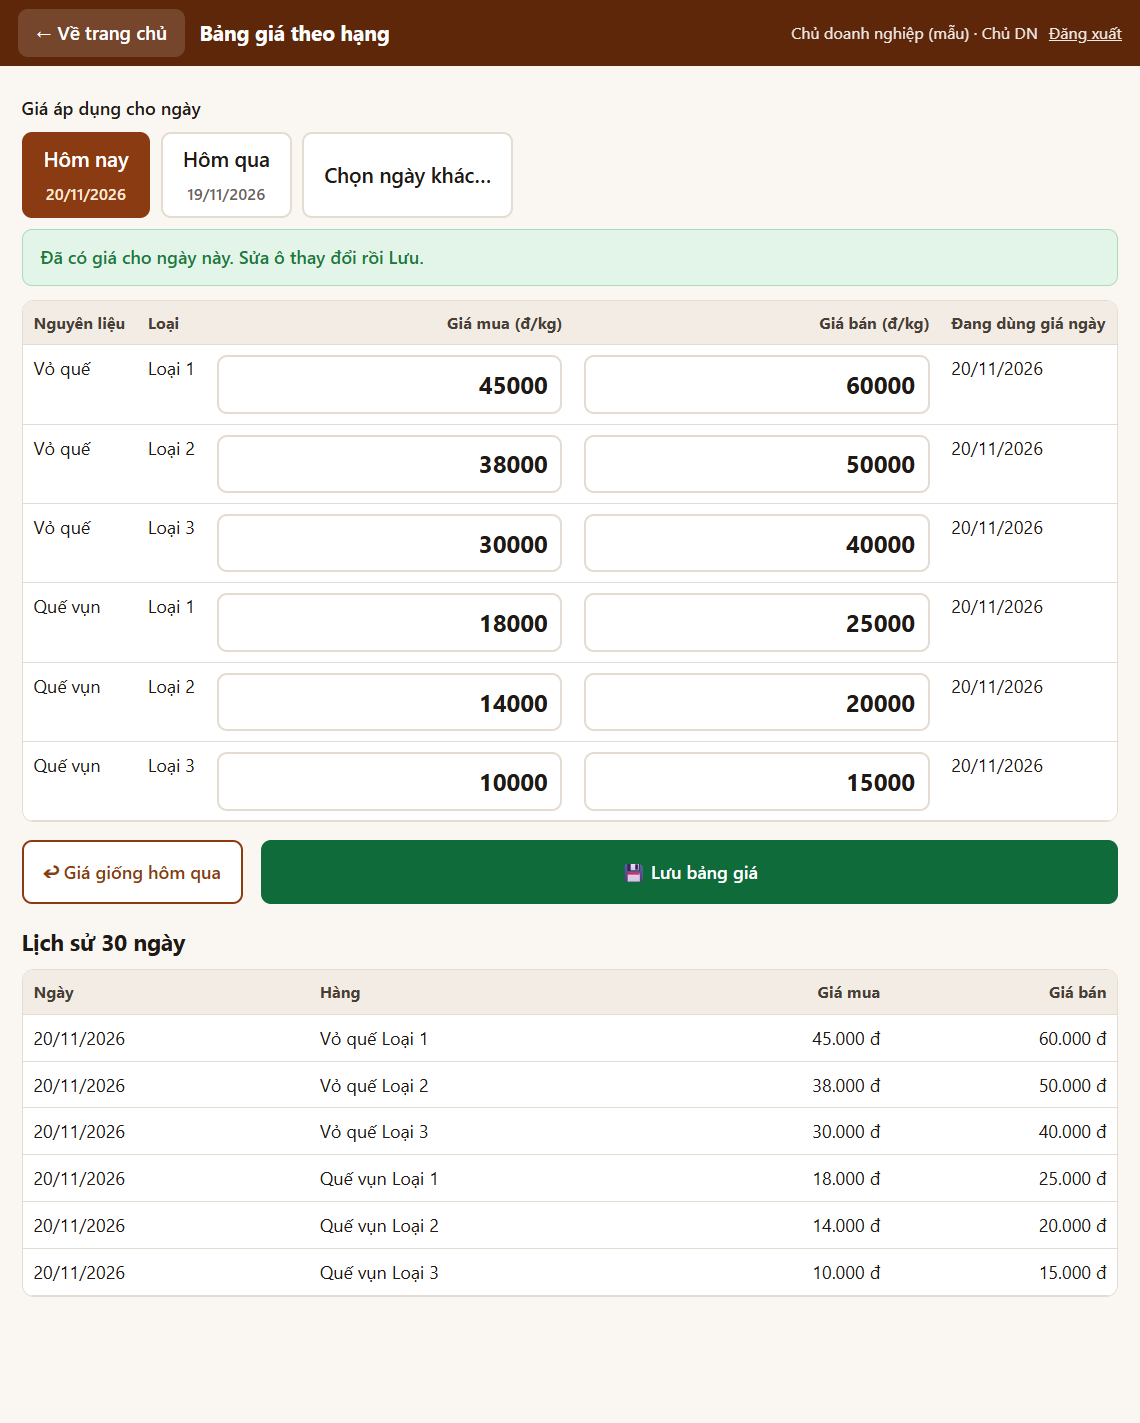 ← Về trang chủ Bảng giá theo hạng Chủ doanh nghiệp (mẫu) · Chủ DN Đăng xuất
Giá áp dụng cho ngày
Hôm nay Hôm qua Chọn ngày khác...
20/11/2026 19/11/2026
Đã có giá cho ngày này. Sửa ô thay đổi rồi Lưu.
Nguyên liệu Loại Giá mua (đ/kg) Giá bán (đ/kg) Đang dùng giá ngày
Vỏ quế Loại 1 45000 60000 20/11/2026
Vỏ quế Loại 2 38000 50000 20/11/2026
Vỏ quế Loại 3 30000 40000 20/11/2026
Quế vụn Loại 1 18000 25000 20/11/2026
Quế vụn Loại 2 14000 20000 20/11/2026
Quế vụn Loại 3 10000 15000 20/11/2026
↩ Giá giống hôm qua 💾 Lưu bảng giá
Lịch sử 30 ngày
Ngày Hàng Giá mua Giá bán
20/11/2026 Vỏ quế Loại 1 45.000 đ 60.000 đ
20/11/2026 Vỏ quế Loại 2 38.000 đ 50.000 đ
20/11/2026 Vỏ quế Loại 3 30.000 đ 40.000 đ
20/11/2026 Quế vụn Loại 1 18.000 đ 25.000 đ
20/11/2026 Quế vụn Loại 2 14.000 đ 20.000 đ
20/11/2026 Quế vụn Loại 3 10.000 đ 15.000 đ